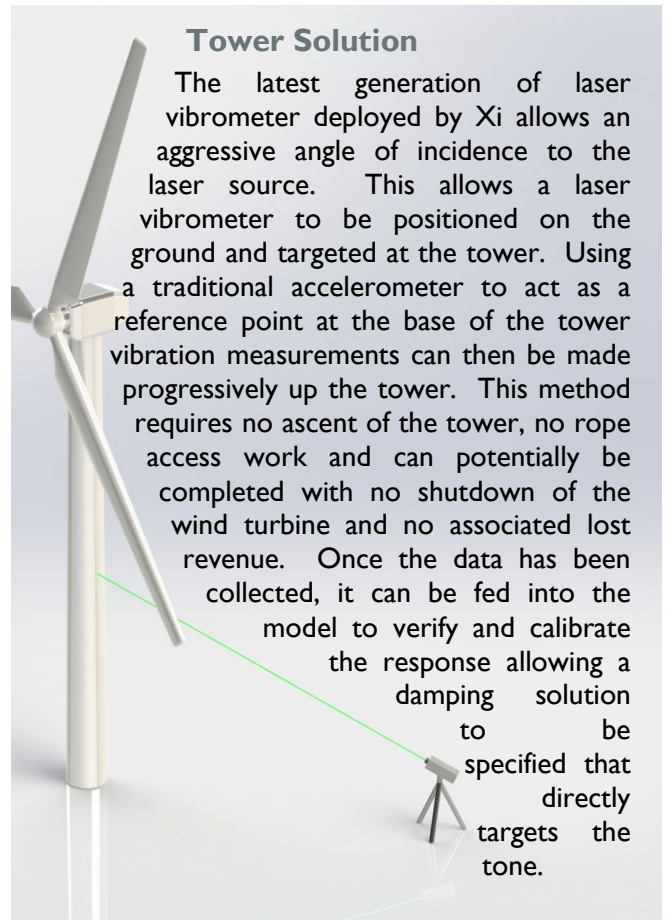 Tower Solution
The latest generation of laser
vibrometer deployed by Xi allows an
aggressive angle of incidence to the
laser source. This allows a laser
vibrometer to be positioned on the
ground and targeted at the tower. Using
a traditional accelerometer to act as a
reference point at the base of the tower
vibration measurements can then be made
progressively up the tower. This method
requires no ascent of the tower, no rope
access work and can potentially be
completed with no shutdown of the
wind turbine and no associated lost
revenue. Once the data has been
collected, it can be fed into the
model to verify and calibrate
the response allowing a
damping solution
to be
specified that
directly
targets the
tone.